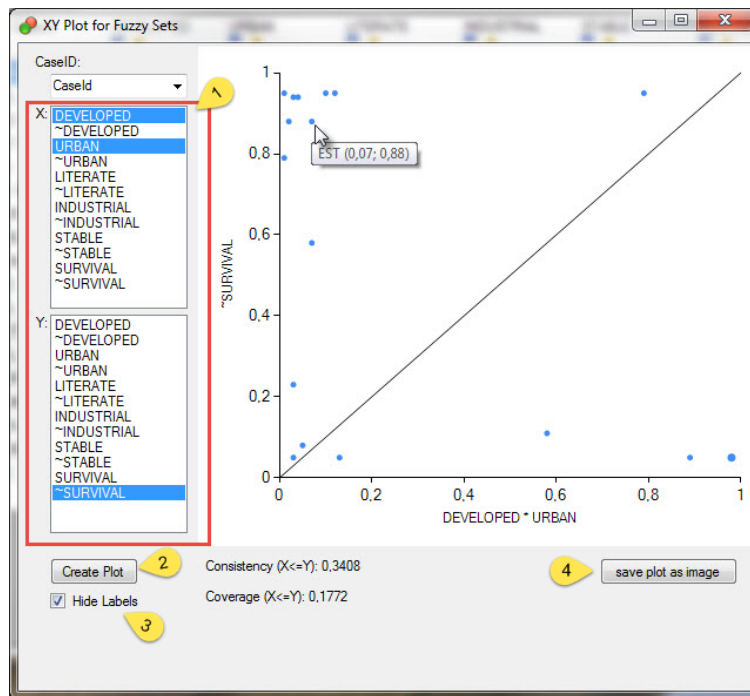 XY Plot for Fuzzy Sets
CaseID:
CaseId
1
X:
DEVELOPED
~DEVELOPED
URBAN
~URBAN
LITERATE
~LITERATE
INDUSTRIAL
~INDUSTRIAL
STABLE
~STABLE
SURVIVAL
~SURVIVAL
Y:
DEVELOPED
~DEVELOPED
URBAN
~URBAN
LITERATE
~LITERATE
INDUSTRIAL
~INDUSTRIAL
STABLE
~STABLE
SURVIVAL
~SURVIVAL
1
0,8
0,6
0,4
0,2
0
~SURVIVAL
EST (0,07; 0,88)
0
0,2
0,4
0,6
0,8
1
DEVELOPED * URBAN
Create Plot
2
Consistency (X<=Y): 0,3408
4
save plot as image
Hide Labels
3
Coverage (X<=Y): 0,1772